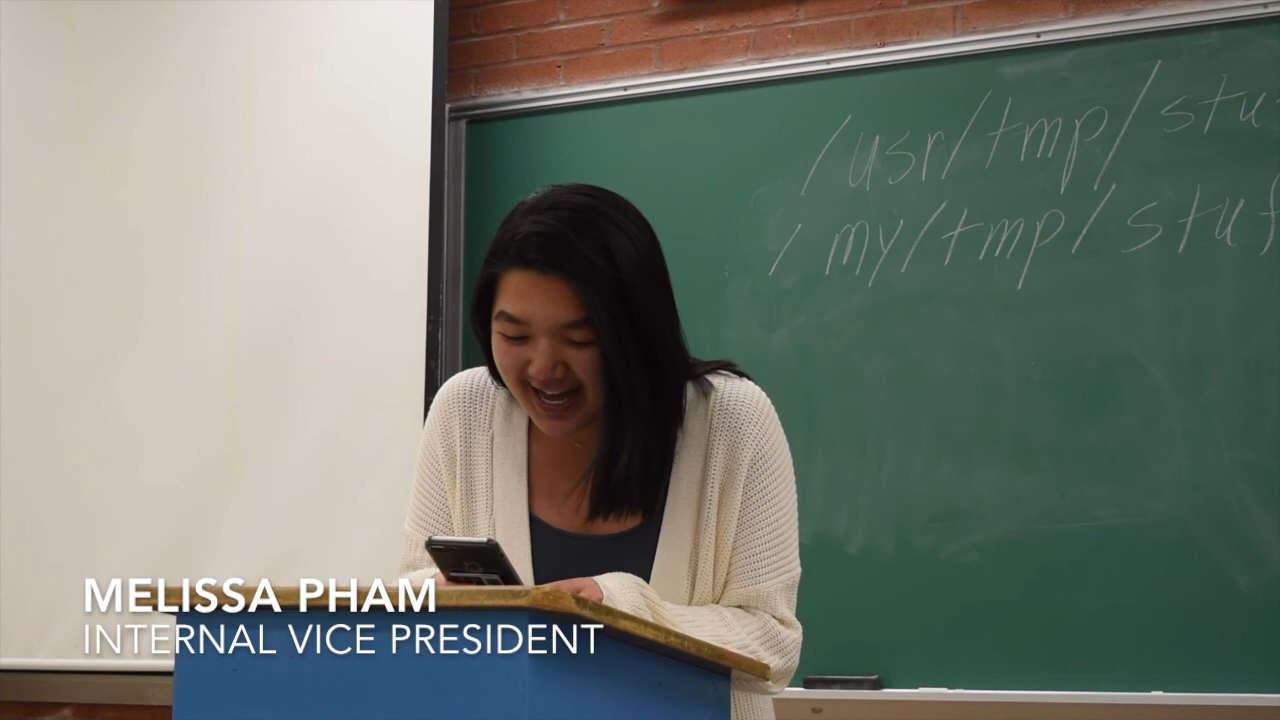 /usr/tmp/stu
/my/tmp/stuf
MELISSA PHAM
INTERNAL VICE PRESIDENT